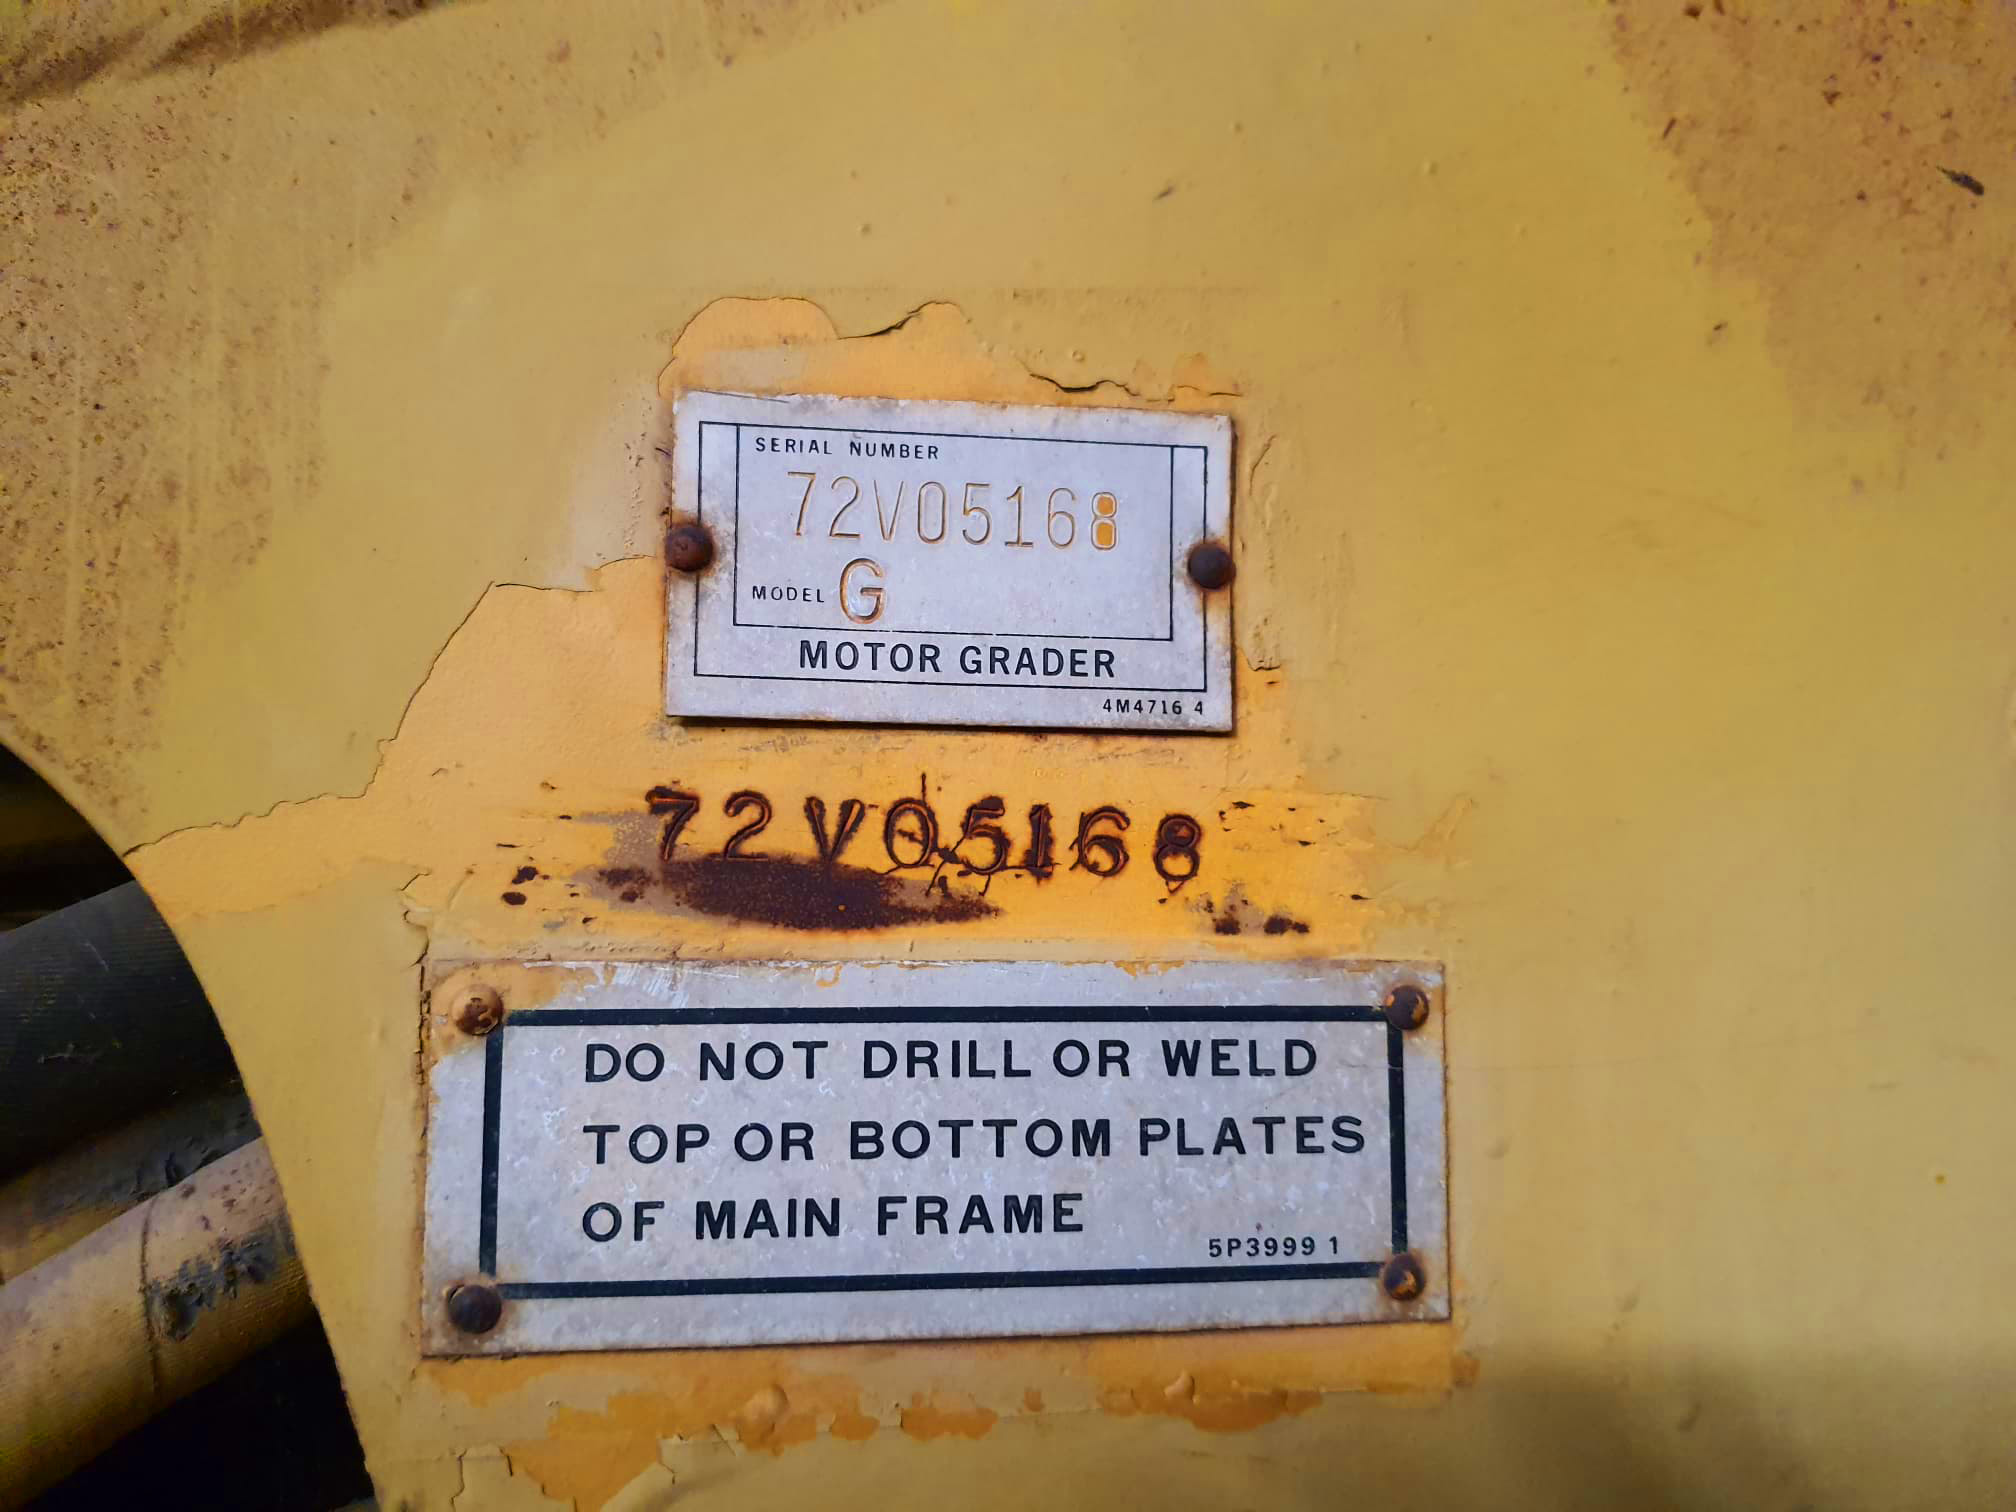 SERIAL NUMBER
72V05168
MODEL G
MOTOR GRADER
4M4716 4
72V05168
DO NOT DRILL OR WELD
TOP OR BOTTOM PLATES
OF MAIN FRAME
5P3999 1